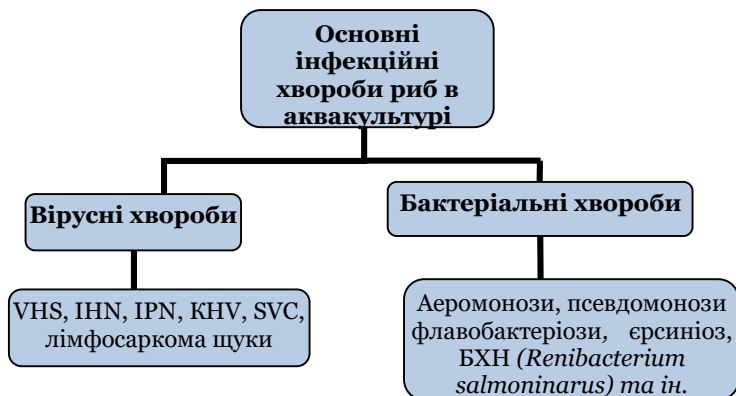 Основні
інфекційні
хвороби риб в
аквакультурі
Вірусні хвороби
Бактеріальні хвороби
VHS, IHN, IPN, KHV, SVC,
лімфосаркома щуки
Аеромонози, псевдомонози
флавобактеріози, єрсиніоз,
БХН (Renibacterium
salmoninarus) та ін.